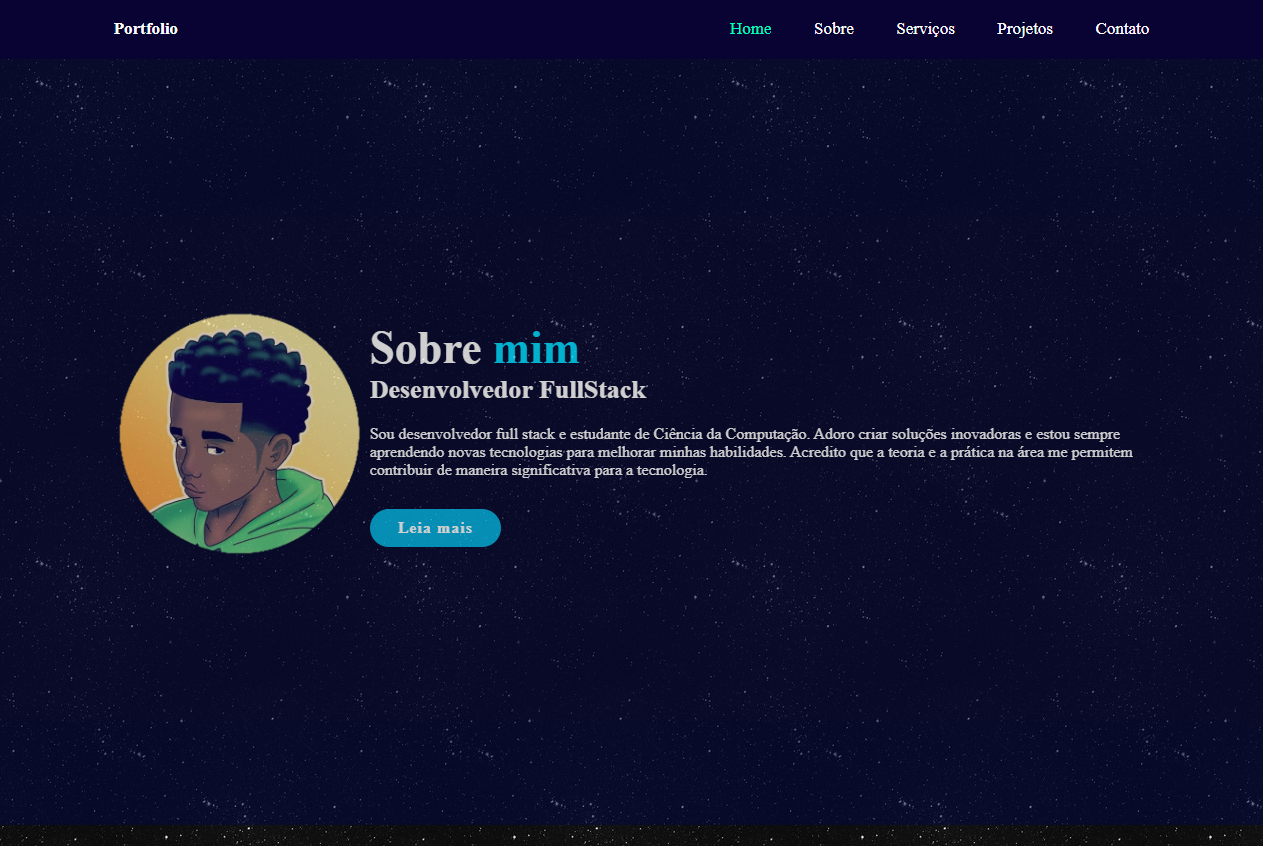 Portfolio
Home
Sobre
Serviços
Projetos
Contato
Sobre mim
Desenvolvedor FullStack
Sou desenvolvedor full stack e estudante de Ciência da Computação. Adoro criar soluções inovadoras e estou sempre
aprendendo novas tecnologias para melhorar minhas habilidades. Acredito que a teoria e a prática na área me permitem
contribuir de maneira significativa para a tecnologia.
Leia mais